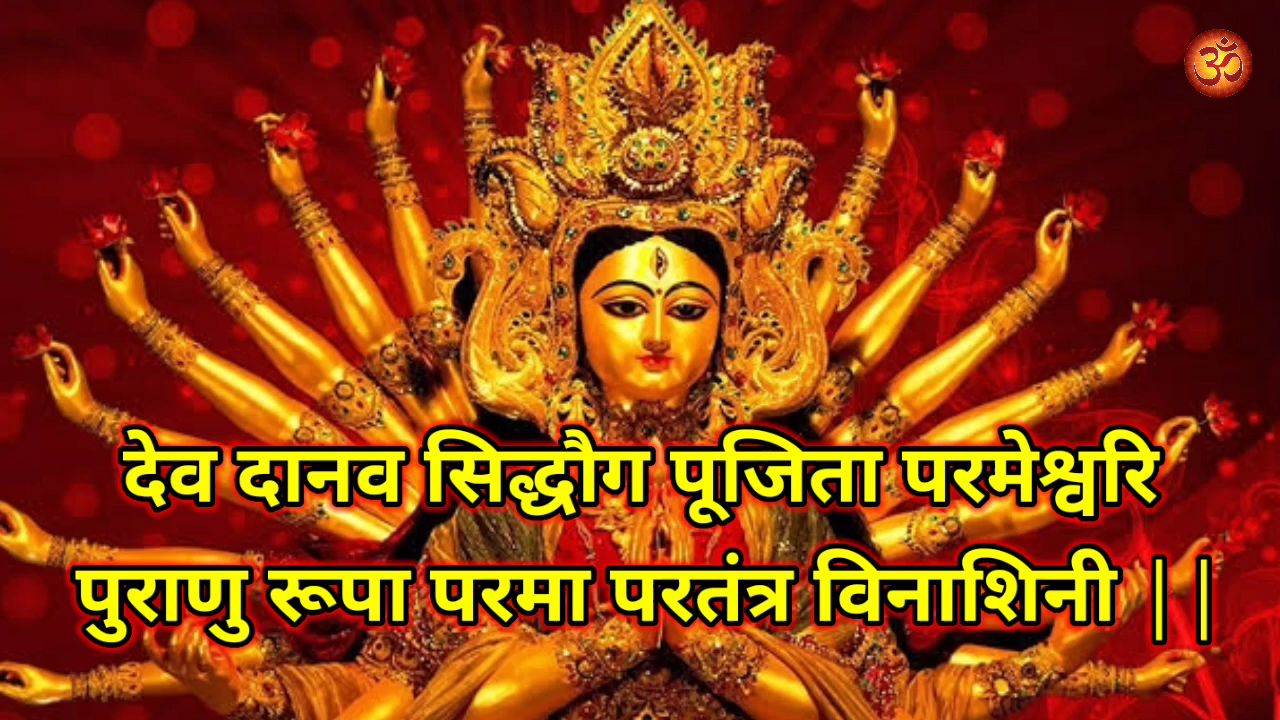 ॐ
देव दानव सिद्धौग पूजिता परमेश्वरि
पुराणु रूपा परमा परतंत्र विनाशिनी ||